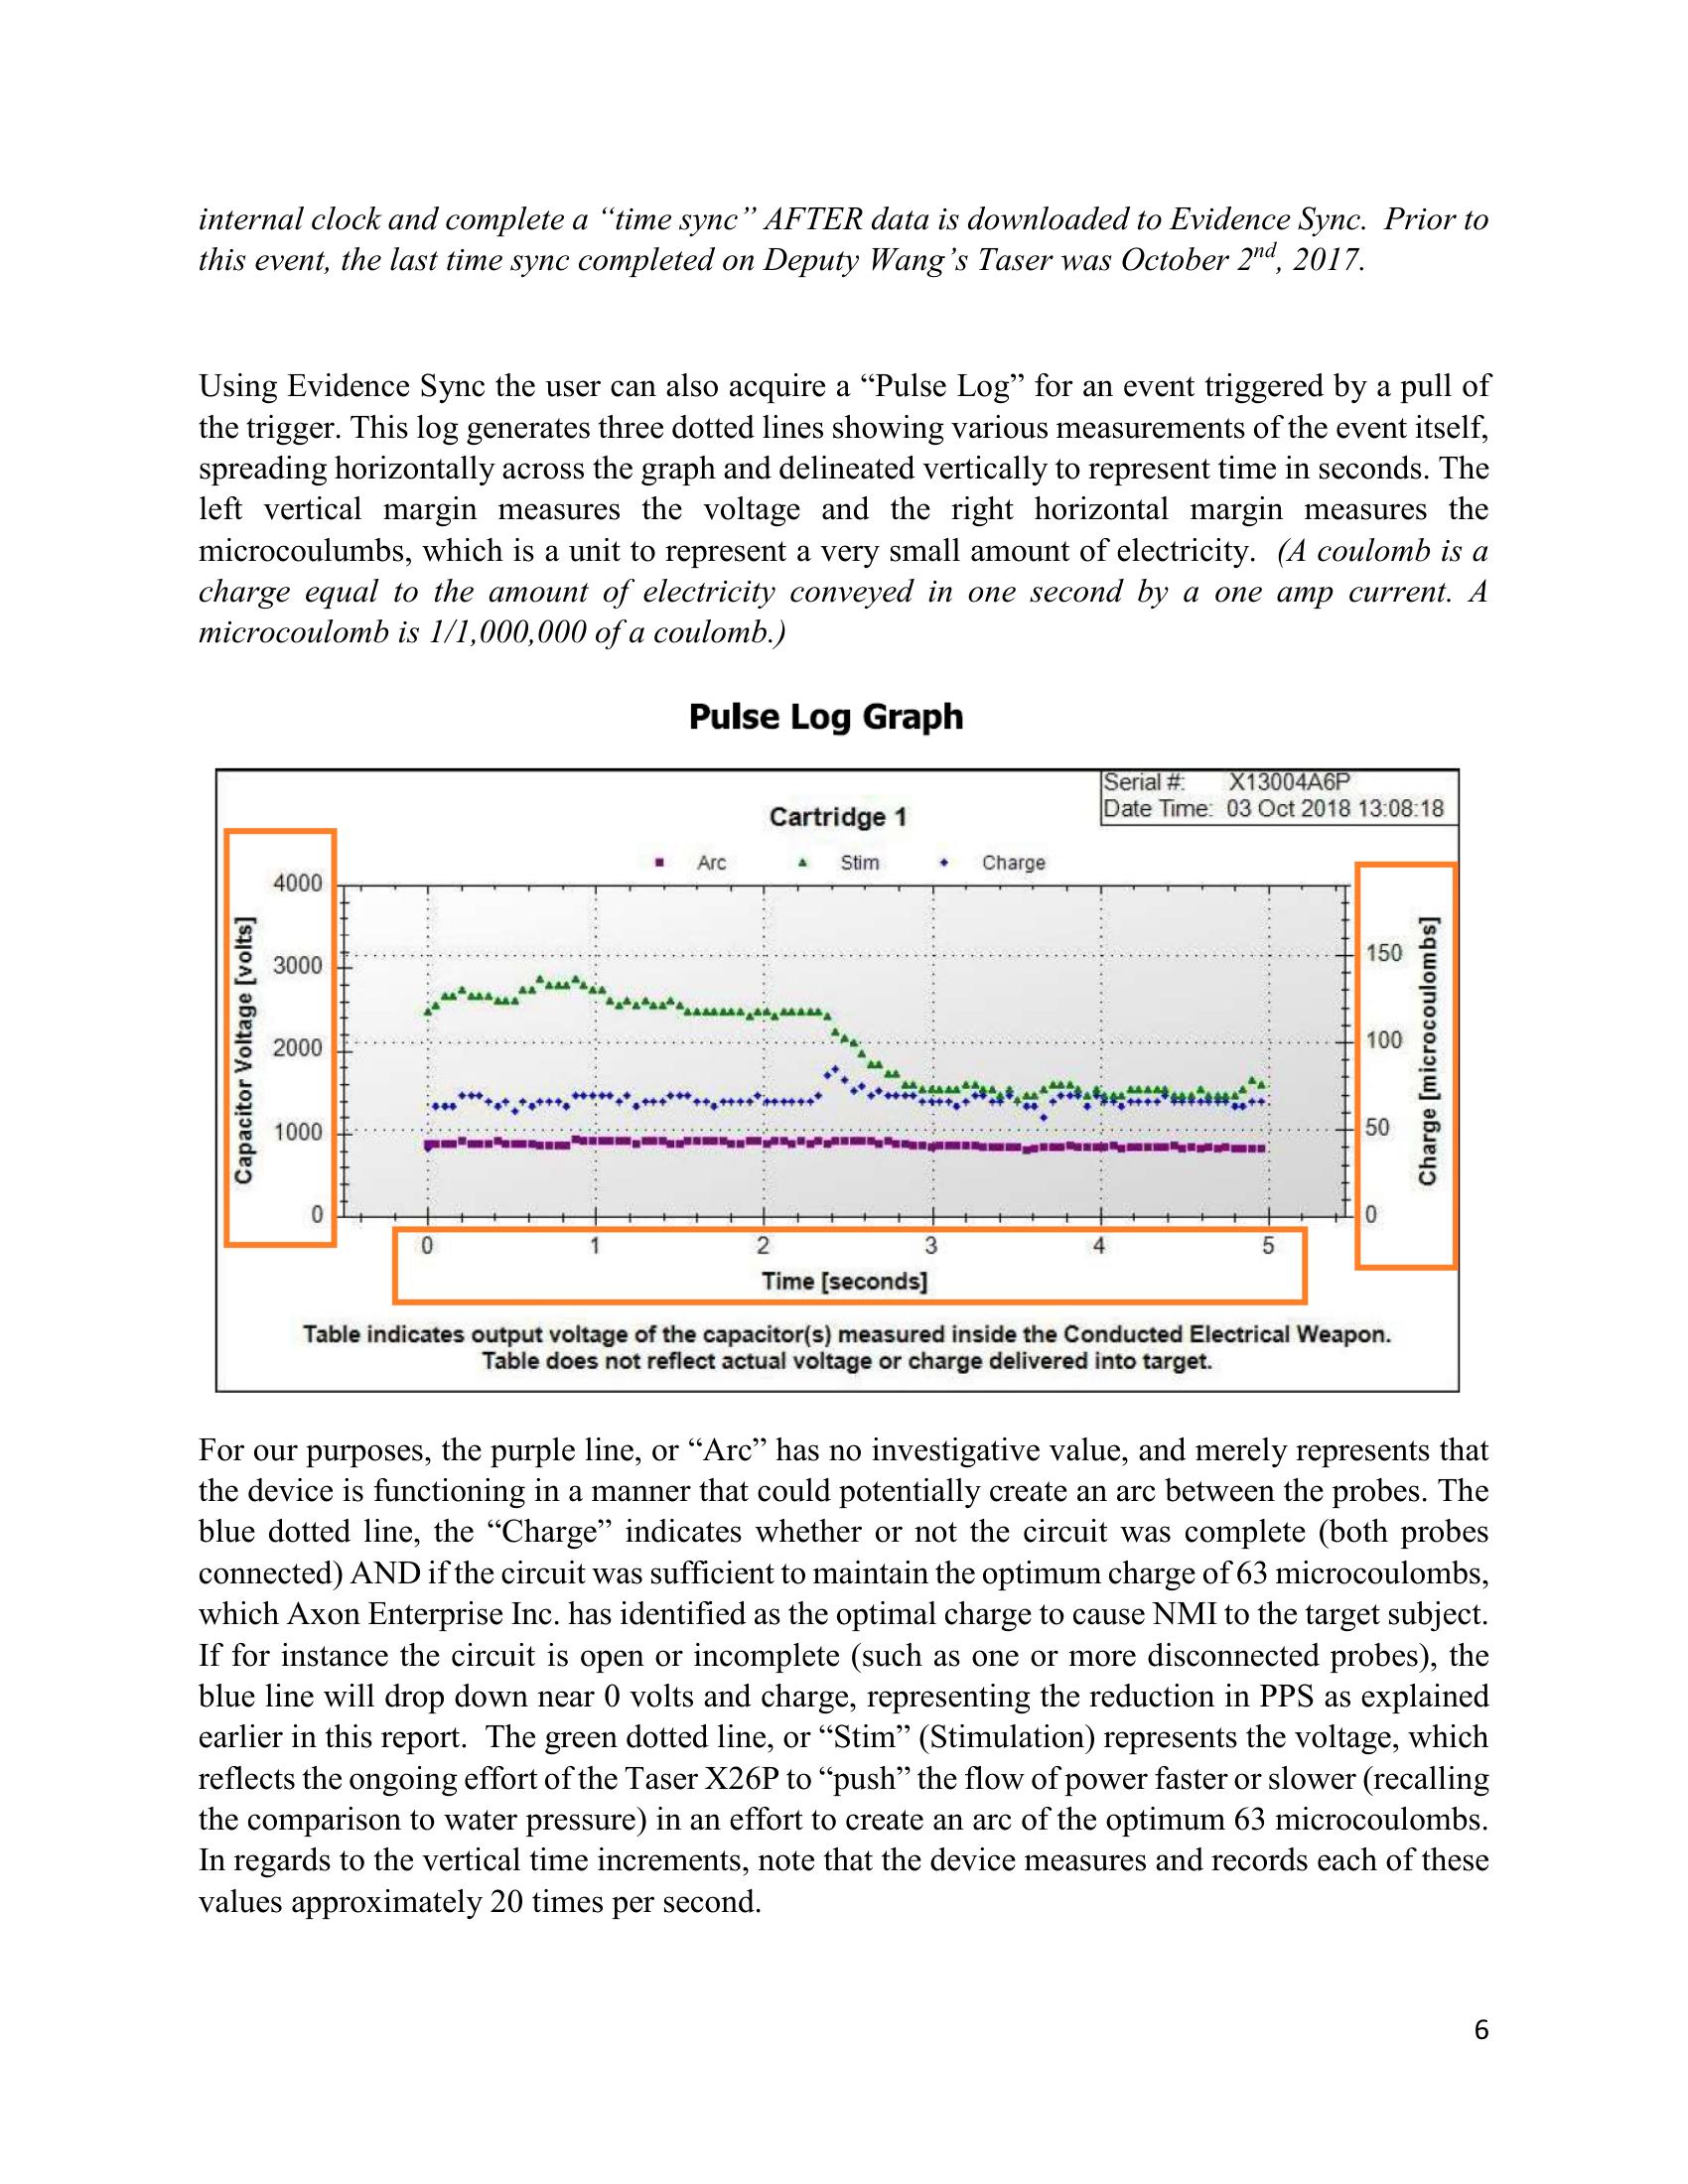 internal clock and complete a “time sync” AFTER data is downloaded to Evidence Sync.  Prior to
this event, the last time sync completed on Deputy Wang’s Taser was October 2nd, 2017.
Using Evidence Sync the user can also acquire a “Pulse Log” for an event triggered by a pull of
the trigger. This log generates three dotted lines showing various measurements of the event itself,
spreading horizontally across the graph and delineated vertically to represent time in seconds. The
left vertical margin measures the voltage and the right horizontal margin measures the
microcoulumbs, which is a unit to represent a very small amount of electricity.  (A coulomb is a
charge equal to the amount of electricity conveyed in one second by a one amp current. A
microcoulomb is 1/1,000,000 of a coulomb.)
Pulse Log Graph
Serial #: X13004A6P
Date Time: 03 Oct 2018 13:08:18
Cartridge 1
Arc Stim Charge
Capacitor Voltage [volts]
4000
3000
2000
1000
0
150
100
50
0
Charge [microcoulombs]
0 1 2 3 4 5
Time [seconds]
Table indicates output voltage of the capacitor(s) measured inside the Conducted Electrical Weapon.
Table does not reflect actual voltage or charge delivered into target.
For our purposes, the purple line, or “Arc” has no investigative value, and merely represents that
the device is functioning in a manner that could potentially create an arc between the probes. The
blue dotted line, the “Charge” indicates whether or not the circuit was complete (both probes
connected) AND if the circuit was sufficient to maintain the optimum charge of 63 microcoulombs,
which Axon Enterprise Inc. has identified as the optimal charge to cause NMI to the target subject.
If for instance the circuit is open or incomplete (such as one or more disconnected probes), the
blue line will drop down near 0 volts and charge, representing the reduction in PPS as explained
earlier in this report.  The green dotted line, or “Stim” (Stimulation) represents the voltage, which
reflects the ongoing effort of the Taser X26P to “push” the flow of power faster or slower (recalling
the comparison to water pressure) in an effort to create an arc of the optimum 63 microcoulombs.
In regards to the vertical time increments, note that the device measures and records each of these
values approximately 20 times per second.
6